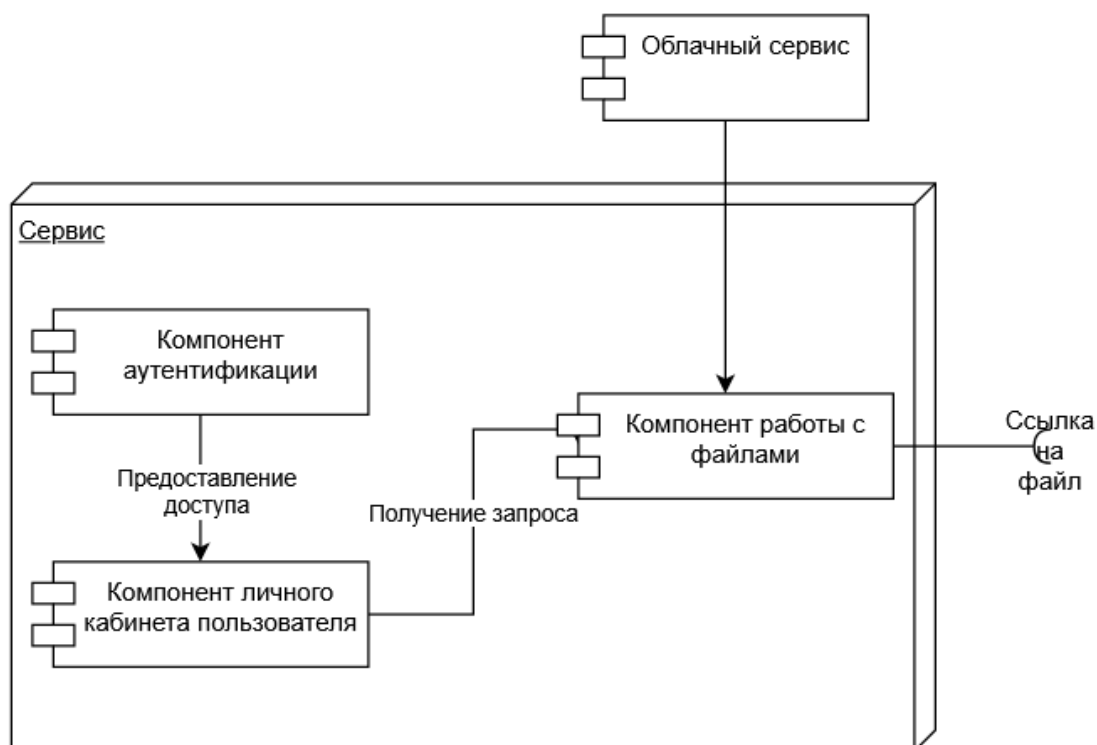 Облачный сервис
Сервис
Компонент
аутентификации
Предоставление
доступа
Компонент личного
кабинета пользователя
Получение запроса
Компонент работы с
файлами
Ссылка
на
файл